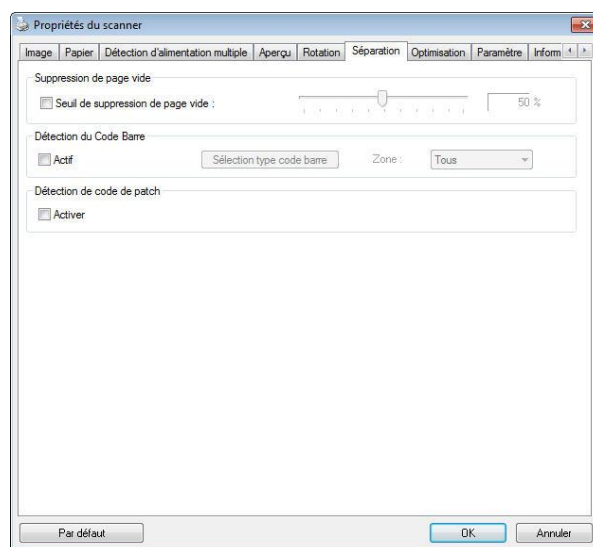 Propriétés du scanner
Image Papier Détection d'alimentation multiple Aperçu Rotation Séparation Optimisation Paramètre Inform
Suppression de page vide
Seuil de suppression de page vide : 50 %
Détection du Code Barre
Actif Sélection type code barre Zone : Tous
Détection de code de patch
Activer
Par défaut OK Annuler